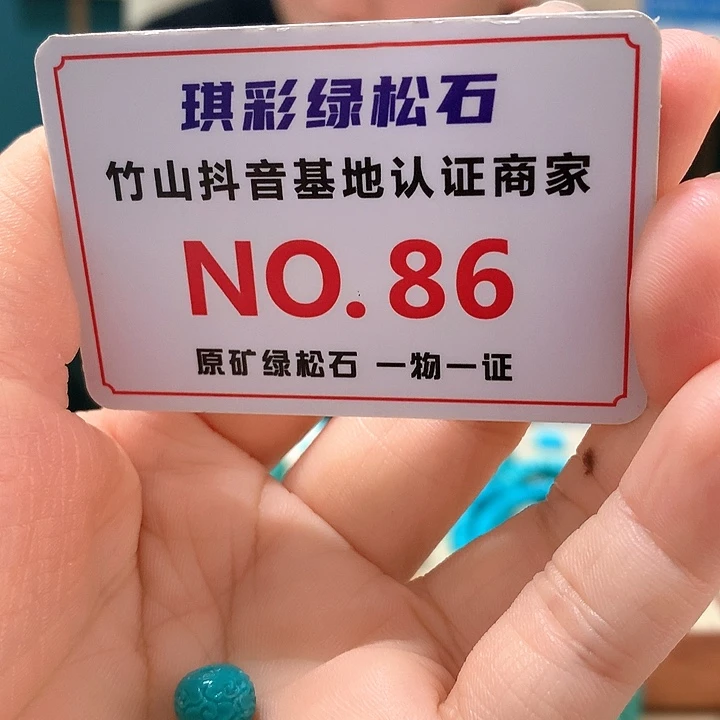 琪彩绿松石
竹山抖音基地认证商家
NO.86
原矿绿松石 一物一证